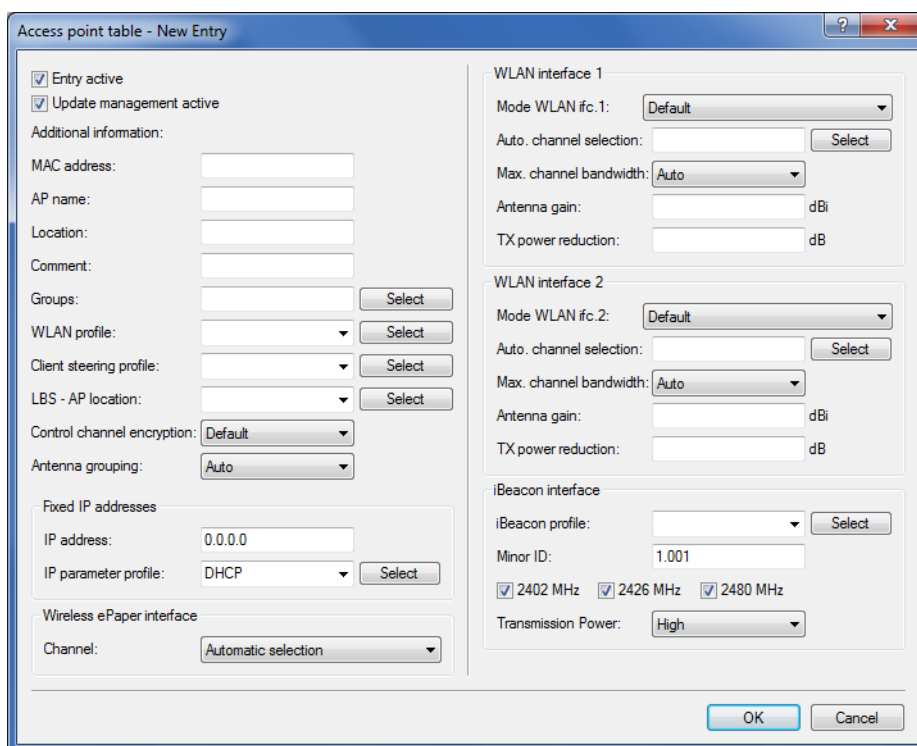 Access point table - New Entry
Entry active
Update management active
Additional information:
MAC address:
AP name:
Location:
Comment:
Groups: Select
WLAN profile: Select
Client steering profile: Select
LBS - AP location: Select
Control channel encryption: Default
Antenna grouping: Auto
Fixed IP addresses
IP address: 0.0.0.0
IP parameter profile: DHCP Select
Wireless ePaper interface
Channel: Automatic selection
WLAN interface 1
Mode WLAN ifc.1: Default
Auto. channel selection: Select
Max. channel bandwidth: Auto
Antenna gain: dBi
TX power reduction: dB
WLAN interface 2
Mode WLAN ifc.2: Default
Auto. channel selection: Select
Max. channel bandwidth: Auto
Antenna gain: dBi
TX power reduction: dB
iBeacon interface
iBeacon profile: Select
Minor ID: 1.001
2402 MHz 2426 MHz 2480 MHz
Transmission Power: High
OK Cancel